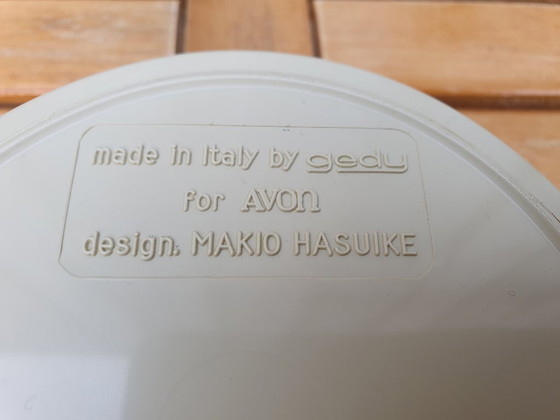 made in Italy by gedy
for AVON
design: MAKIO HASUIKE